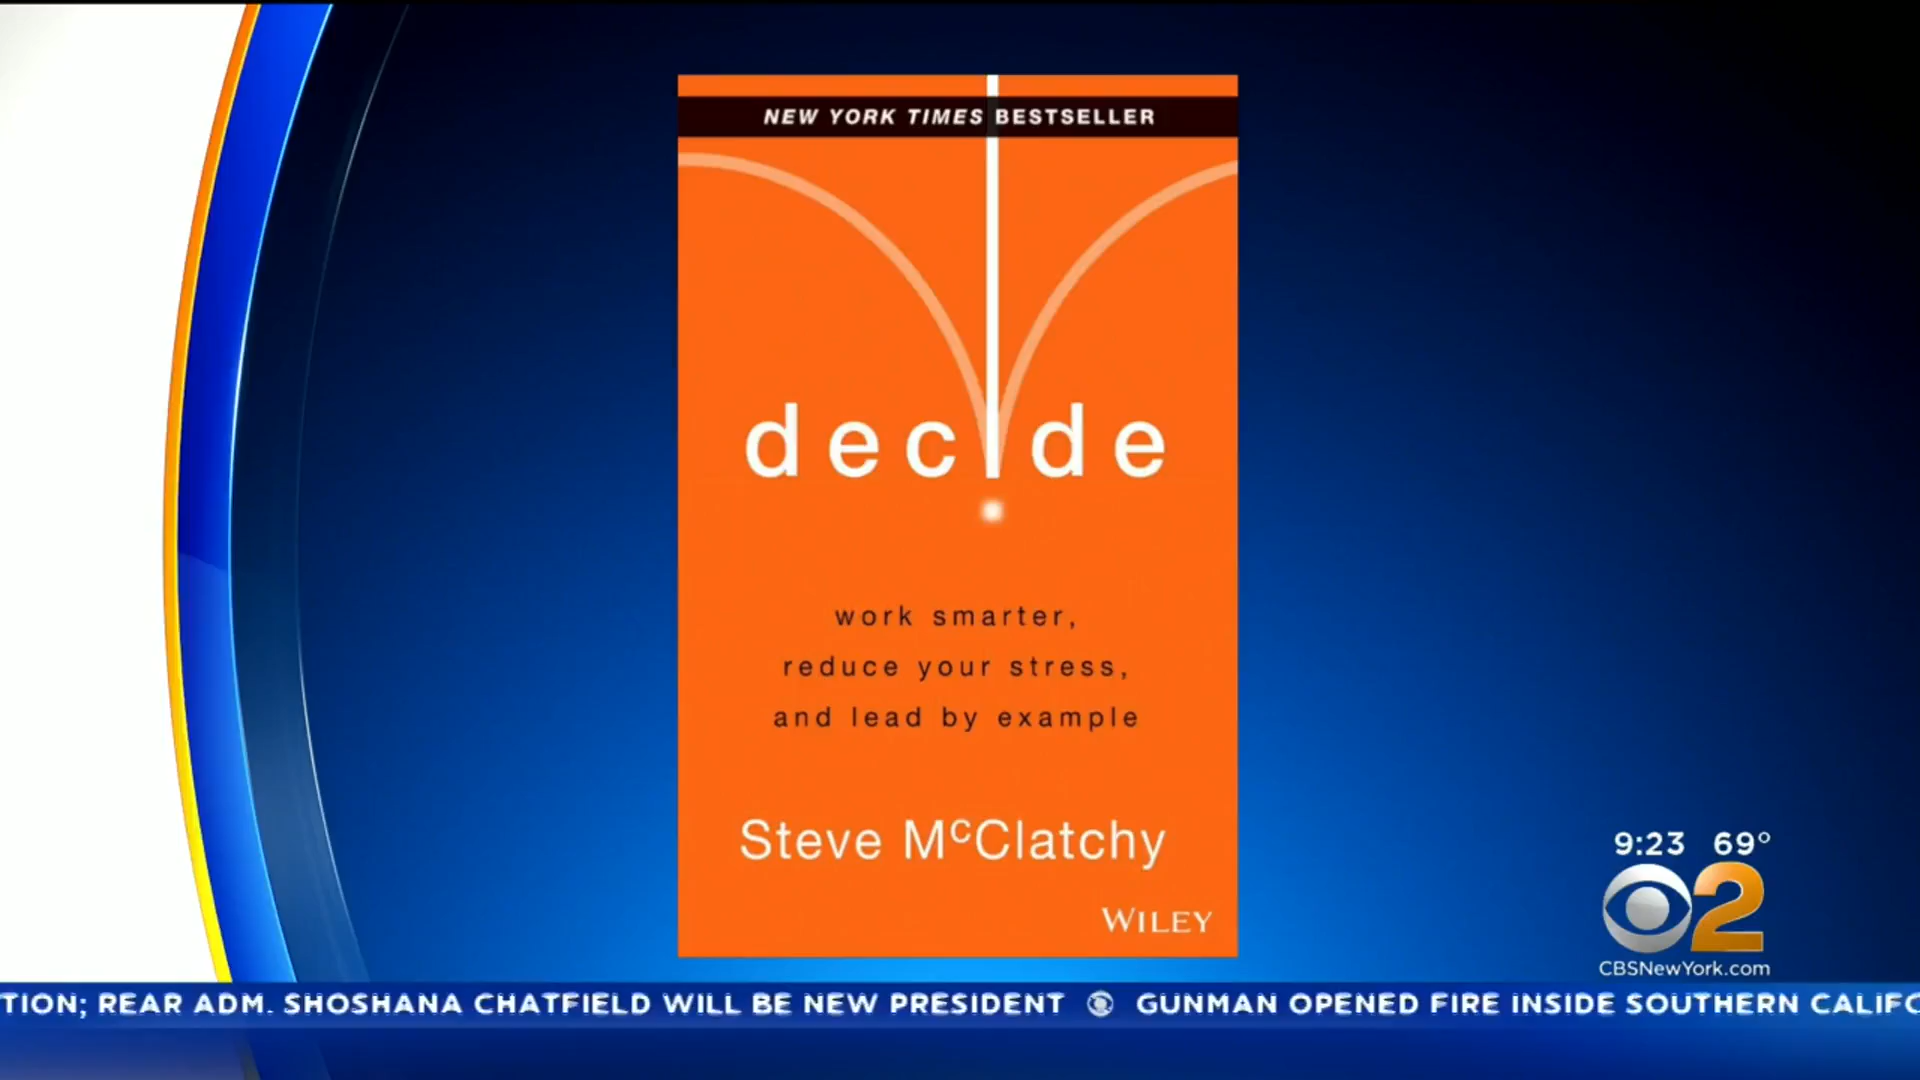 NEW YORK TIMES BESTSELLER
decide
work smarter,
reduce your stress,
and lead by example
Steve McClatchy
WILEY
9:23 69°
2
CBSNewYork.com
TION; REAR ADM. SHOSHANA CHATFIELD WILL BE NEW PRESIDENT GUNMAN OPENED FIRE INSIDE SOUTHERN CALIFO